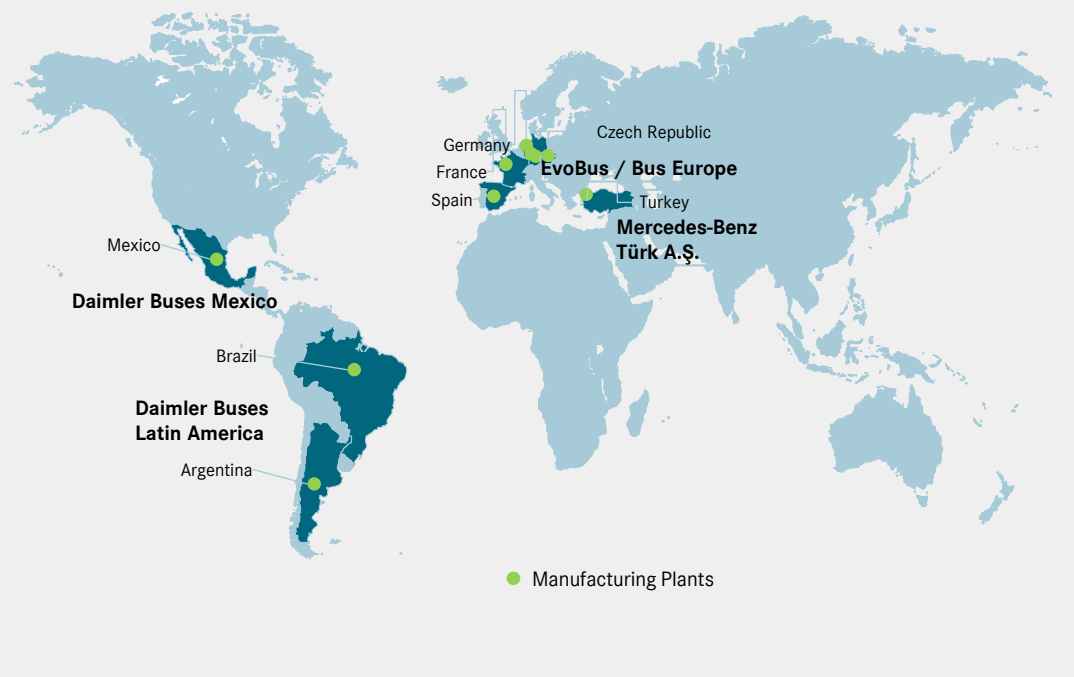 Czech Republic
Germany
EvoBus / Bus Europe
France
Spain
Turkey
Mercedes-Benz
Türk A.Ş.
Mexico
Daimler Buses Mexico
Brazil
Daimler Buses
Latin America
Argentina
Manufacturing Plants